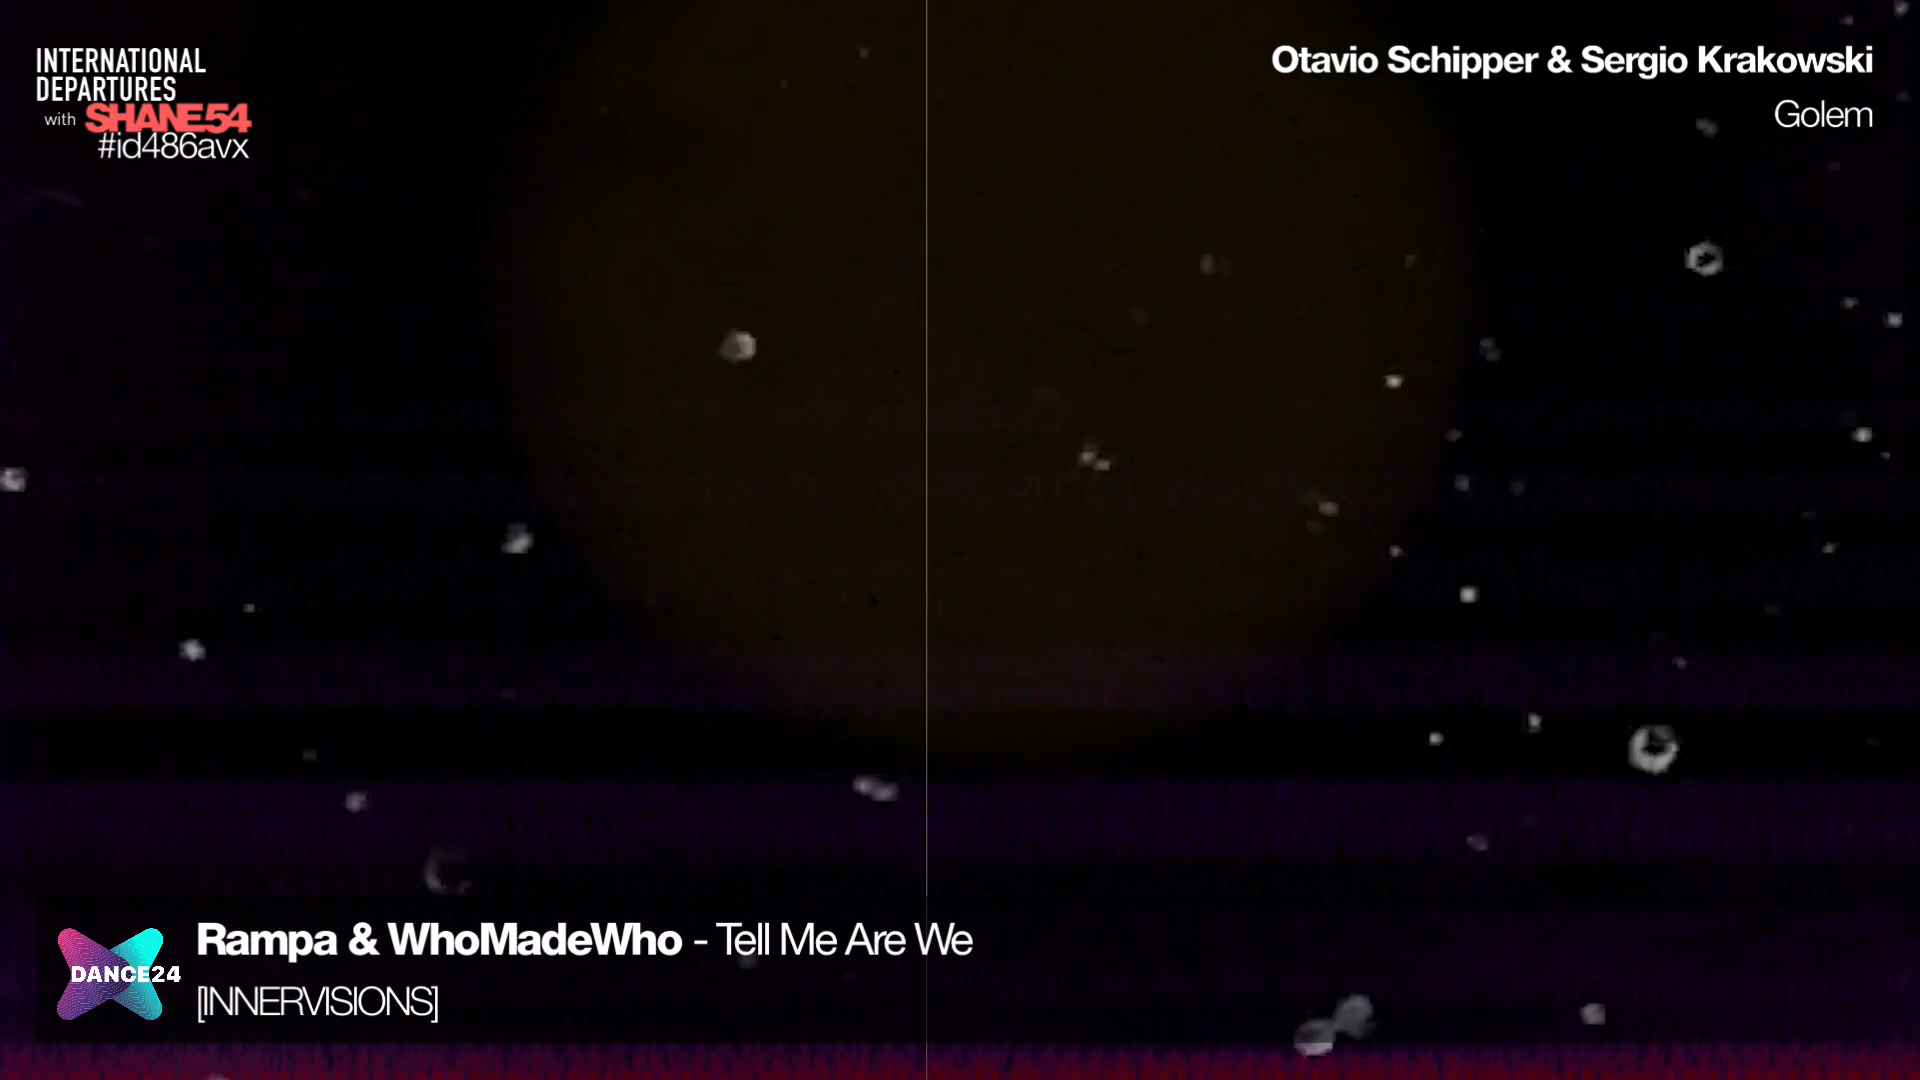 INTERNATIONAL
DEPARTURES
with SHANE54
#id486avx
Otavio Schipper & Sergio Krakowski
Golem
Rampa & WhoMadeWho - Tell Me Are We
[INNERVISIONS]
DANCE24